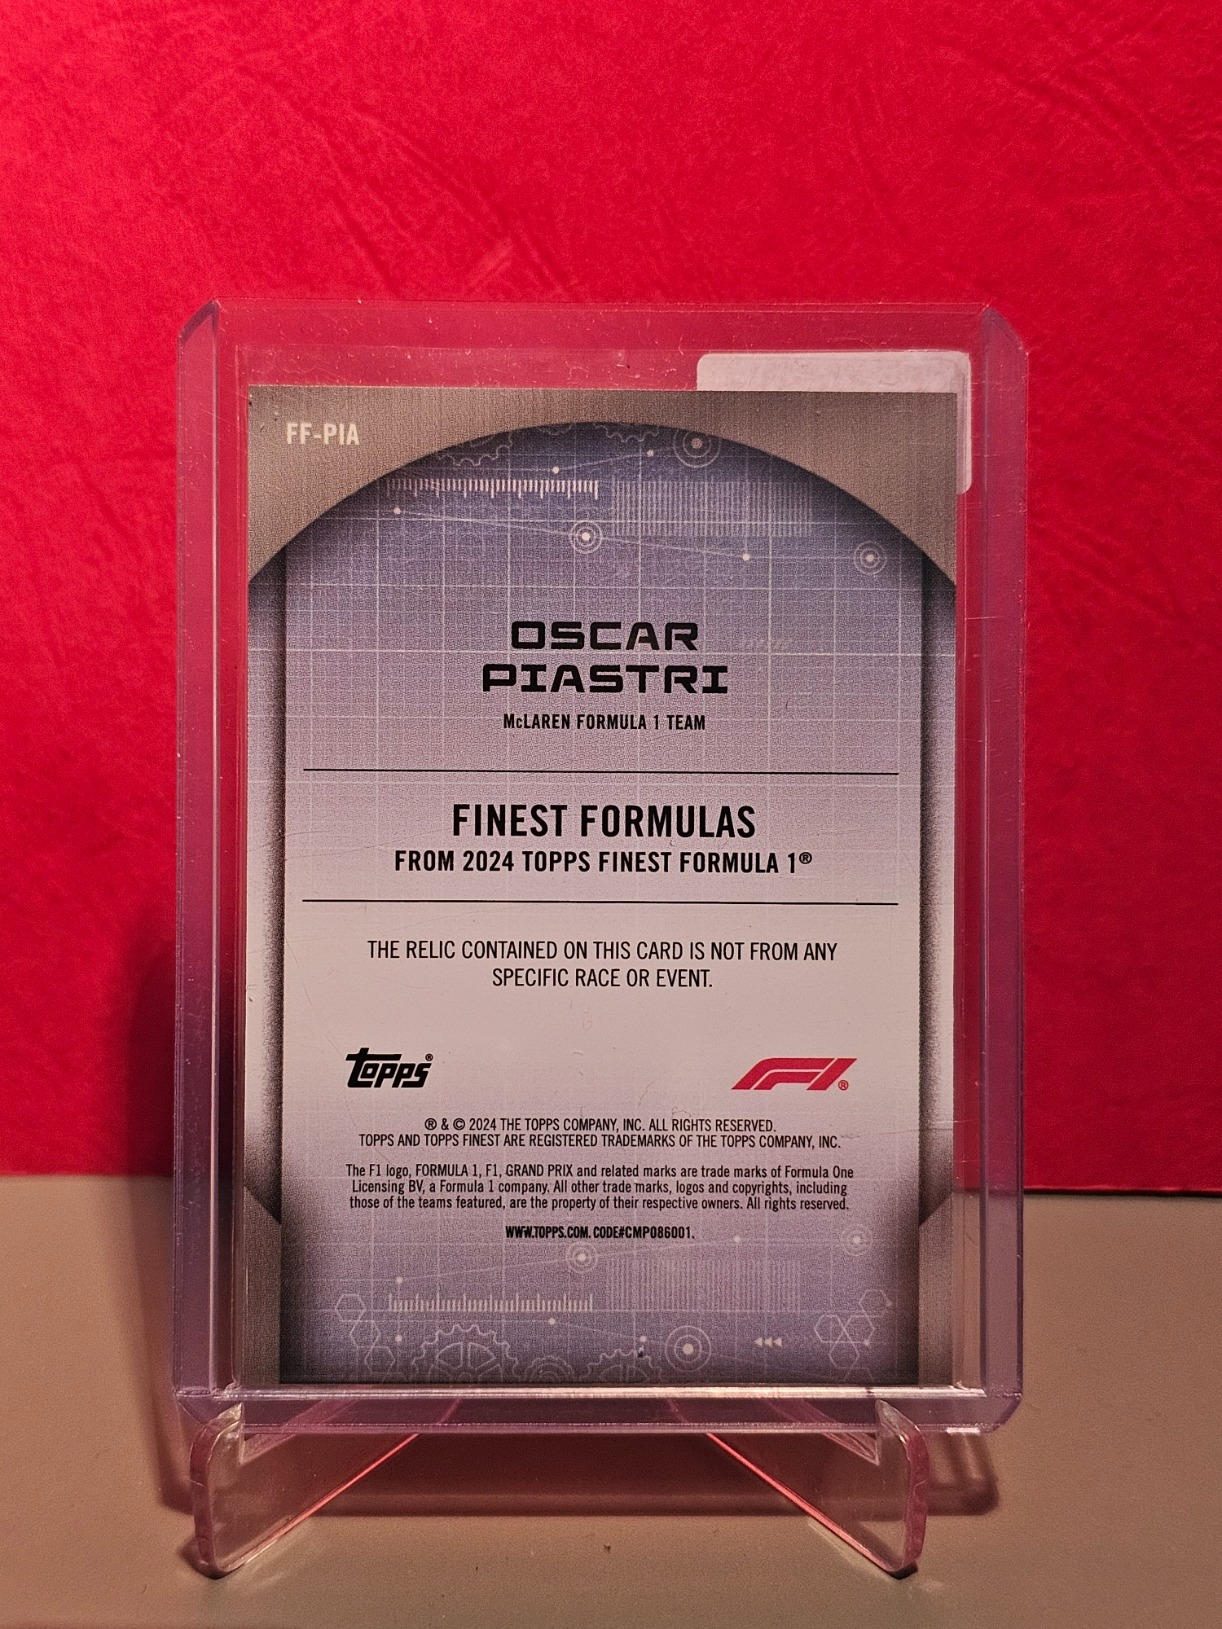 FF-PIA
OSCAR
PIASTRI
McLAREN FORMULA 1 TEAM
FINEST FORMULAS
FROM 2024 TOPPS FINEST FORMULA 1®
THE RELIC CONTAINED ON THIS CARD IS NOT FROM ANY
SPECIFIC RACE OR EVENT.
topps® F1®
® & © 2024 THE TOPPS COMPANY, INC. ALL RIGHTS RESERVED.
TOPPS AND TOPPS FINEST ARE REGISTERED TRADEMARKS OF THE TOPPS COMPANY, INC.
The F1 logo, FORMULA 1, F1, GRAND PRIX and related marks are trade marks of Formula One
Licensing BV, a Formula 1 company. All other trade marks, logos and copyrights, including
those of the teams featured, are the property of their respective owners. All rights reserved.
WWW.TOPPS.COM. CODE#CMP086001.